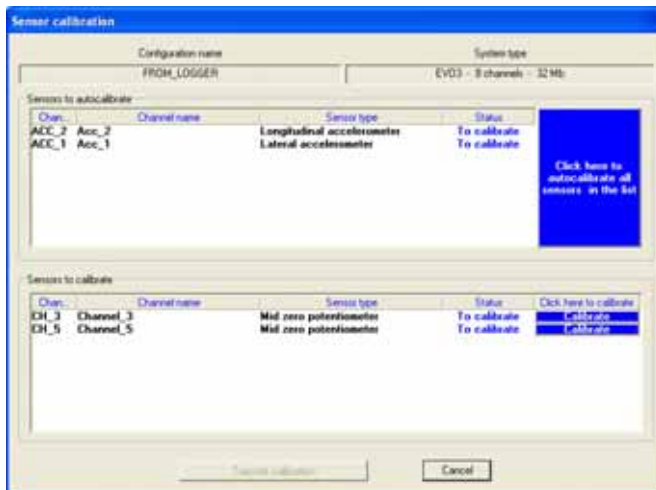 Sensor calibration
Configuration name System type
FROM_LOGGER EVO3 - 8 channels - 32 Mb
Sensors to autocalibrate
Chan.. Channel name Sensor type Status
ACC_2 Acc_2 Longitudinal accelerometer To calibrate
ACC_1 Acc_1 Lateral accelerometer To calibrate
Click here to
autocalibrate all
sensors in the list
Sensors to calibrate
Chan.. Channel name Sensor type Status Click here to calibrate
CH_3 Channel_3 Mid zero potentiometer To calibrate Calibrate
CH_5 Channel_5 Mid zero potentiometer To calibrate Calibrate
Transmit calibration Cancel